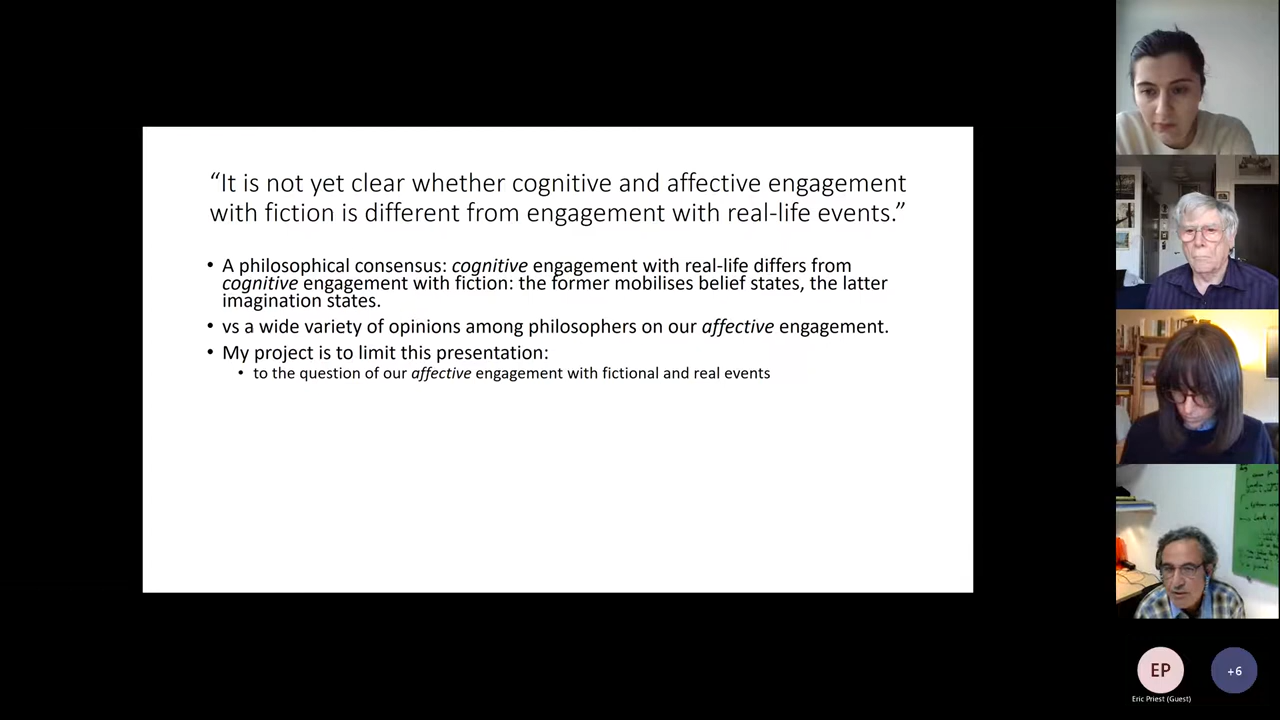 “It is not yet clear whether cognitive and affective engagement
with fiction is different from engagement with real-life events.”
• A philosophical consensus: cognitive engagement with real-life differs from
cognitive engagement with fiction: the former mobilises belief states, the latter
imagination states.
• vs a wide variety of opinions among philosophers on our affective engagement.
• My project is to limit this presentation:
• to the question of our affective engagement with fictional and real events
EP
+6
Eric Priest (Guest)